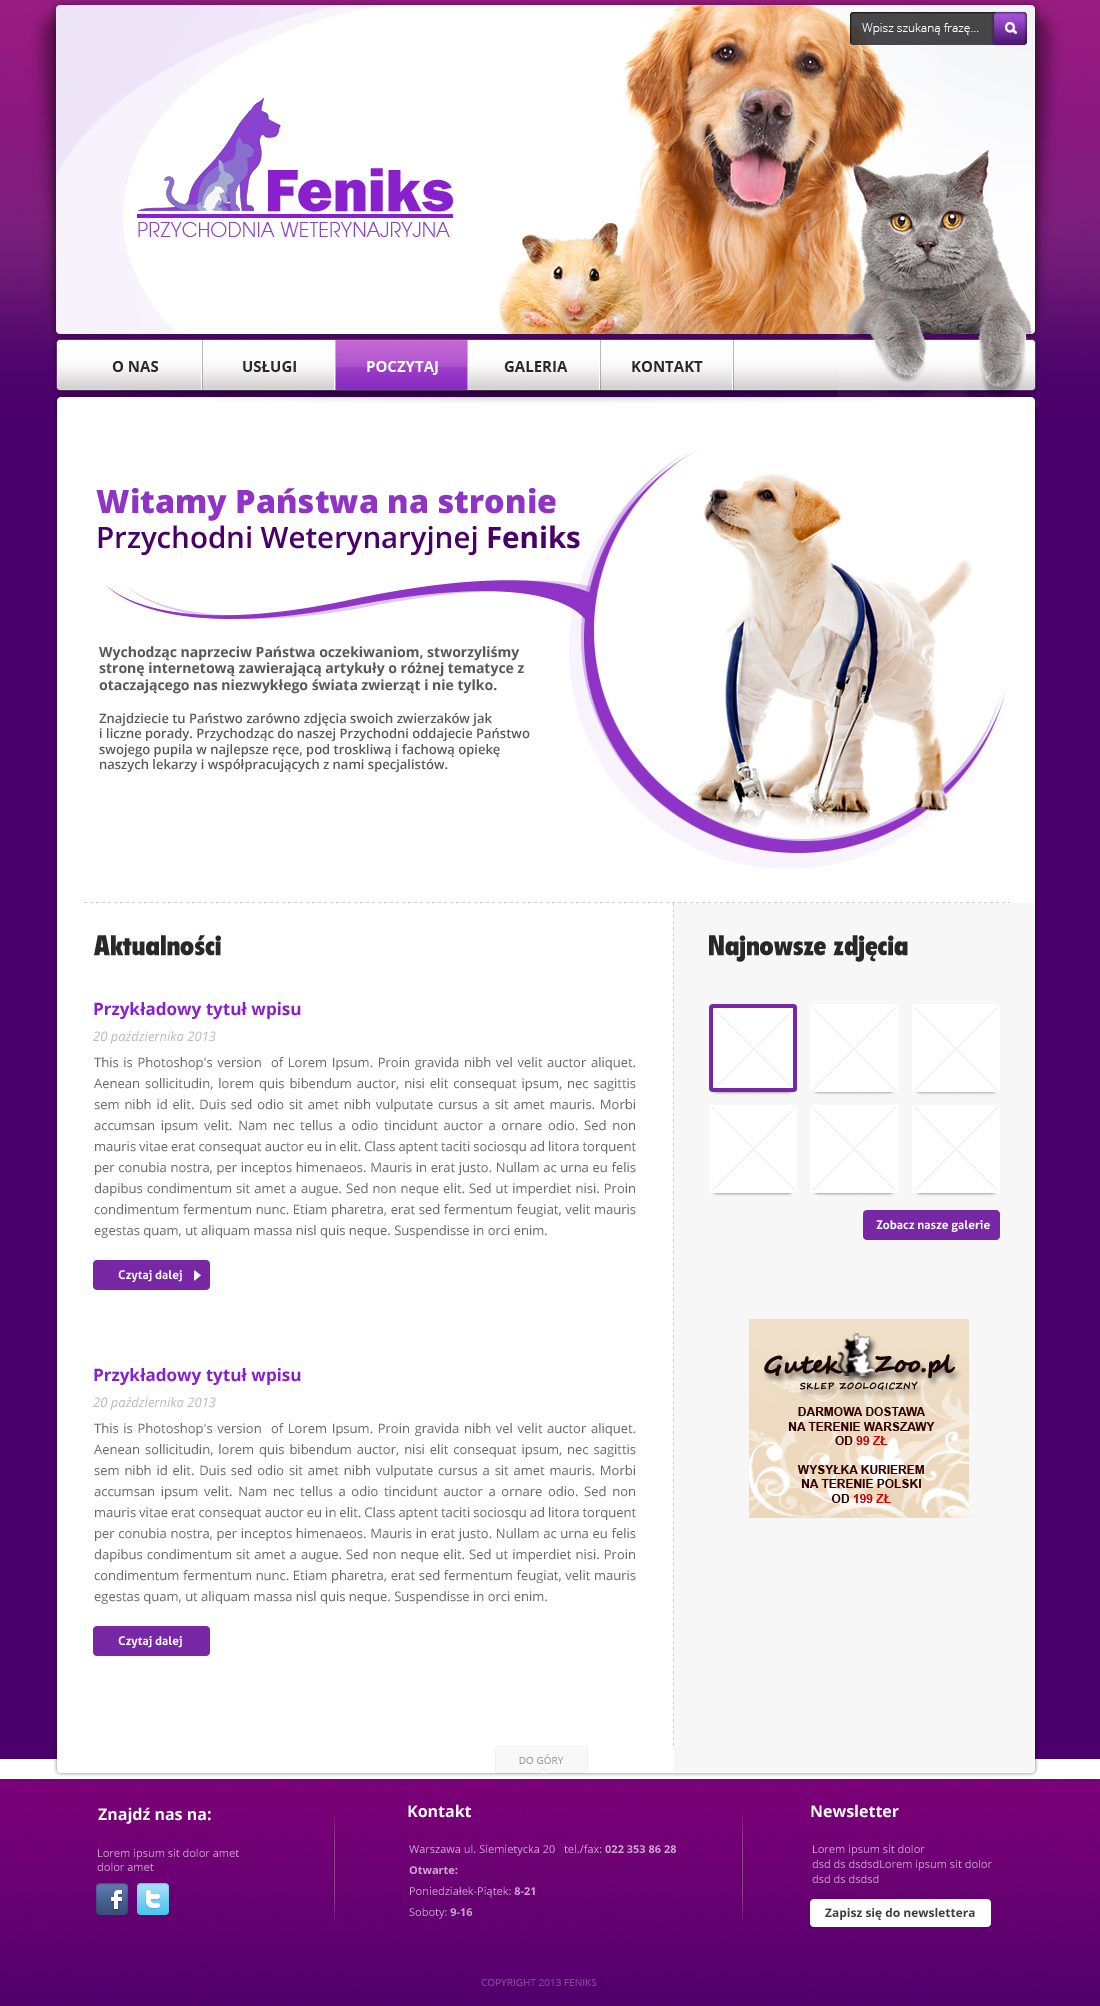 Wpisz szukaną frazę...
Feniks
PRZYCHODNIA WETERYNAJRYJNA
O NAS
USŁUGI
POCZYTAJ
GALERIA
KONTAKT
Witamy Państwa na stronie
Przychodni Weterynaryjnej Feniks
Wychodząc naprzeciw Państwa oczekiwaniom, stworzyliśmy
stronę internetową zawierającą artykuły o różnej tematyce z
otaczającego nas niezwykłego świata zwierząt i nie tylko.
Znajdziecie tu Państwo zarówno zdjęcia swoich zwierzaków jak
i liczne porady. Przychodząc do naszej Przychodni oddajecie Państwo
swojego pupila w najlepsze ręce, pod troskliwą i fachową opiekę
naszych lekarzy i współpracujących z nami specjalistów.
Aktualności
Przykładowy tytuł wpisu
20 października 2013
This is Photoshop's version of Lorem Ipsum. Proin gravida nibh vel velit auctor aliquet.
Aenean sollicitudin, lorem quis bibendum auctor, nisi elit consequat ipsum, nec sagittis
sem nibh id elit. Duis sed odio sit amet nibh vulputate cursus a sit amet mauris. Morbi
accumsan ipsum velit. Nam nec tellus a odio tincidunt auctor a ornare odio. Sed non
mauris vitae erat consequat auctor eu in elit. Class aptent taciti sociosqu ad litora torquent
per conubia nostra, per inceptos himenaeos. Mauris in erat justo. Nullam ac urna eu felis
dapibus condimentum sit amet a augue. Sed non neque elit. Sed ut imperdiet nisi. Proin
condimentum fermentum nunc. Etiam pharetra, erat sed fermentum feugiat, velit mauris
egestas quam, ut aliquam massa nisl quis neque. Suspendisse in orci enim.
Czytaj dalej
Przykładowy tytuł wpisu
20 października 2013
This is Photoshop's version of Lorem Ipsum. Proin gravida nibh vel velit auctor aliquet.
Aenean sollicitudin, lorem quis bibendum auctor, nisi elit consequat ipsum, nec sagittis
sem nibh id elit. Duis sed odio sit amet nibh vulputate cursus a sit amet mauris. Morbi
accumsan ipsum velit. Nam nec tellus a odio tincidunt auctor a ornare odio. Sed non
mauris vitae erat consequat auctor eu in elit. Class aptent taciti sociosqu ad litora torquent
per conubia nostra, per inceptos himenaeos. Mauris in erat justo. Nullam ac urna eu felis
dapibus condimentum sit amet a augue. Sed non neque elit. Sed ut imperdiet nisi. Proin
condimentum fermentum nunc. Etiam pharetra, erat sed fermentum feugiat, velit mauris
egestas quam, ut aliquam massa nisl quis neque. Suspendisse in orci enim.
Czytaj dalej
Najnowsze zdjęcia
Zobacz nasze galerie
Gutek Zoo.pl
SKLEP ZOOLOGICZNY
DARMOWA DOSTAWA
NA TERENIE WARSZAWY
OD 99 ZŁ
WYSYŁKA KURIEREM
NA TERENIE POLSKI
OD 199 ZŁ
DO GÓRY
Znajdź nas na:
Lorem ipsum sit dolor amet
dolor amet
f t
Kontakt
Warszawa ul. Siemietycka 20 tel./fax: 022 353 86 28
Otwarte:
Poniedziałek-Piątek: 8-21
Soboty: 9-16
Newsletter
Lorem ipsum sit dolor
dsd ds dsdsdLorem ipsum sit dolor
dsd ds dsdsd
Zapisz się do newslettera
COPYRIGHT 2013 FENIKS